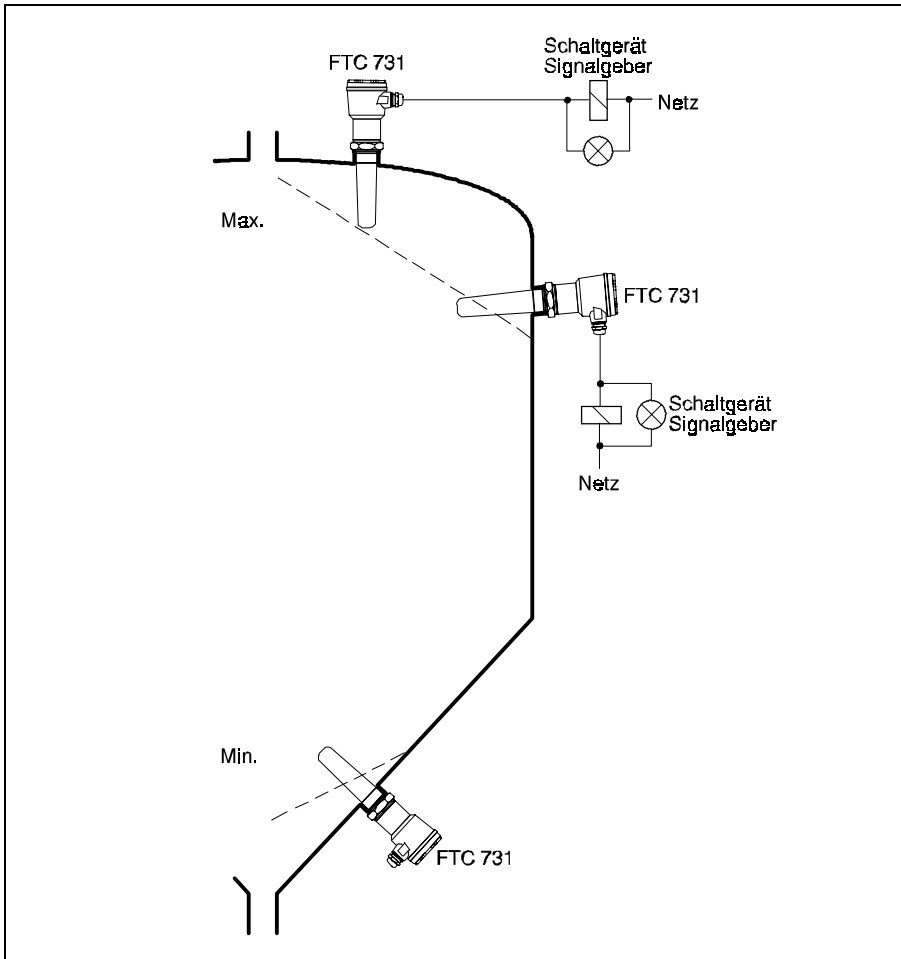 Schaltgerät
Signalgeber
FTC 731
Netz
Max.
FTC 731
Schaltgerät
Signalgeber
Netz
Min.
FTC 731